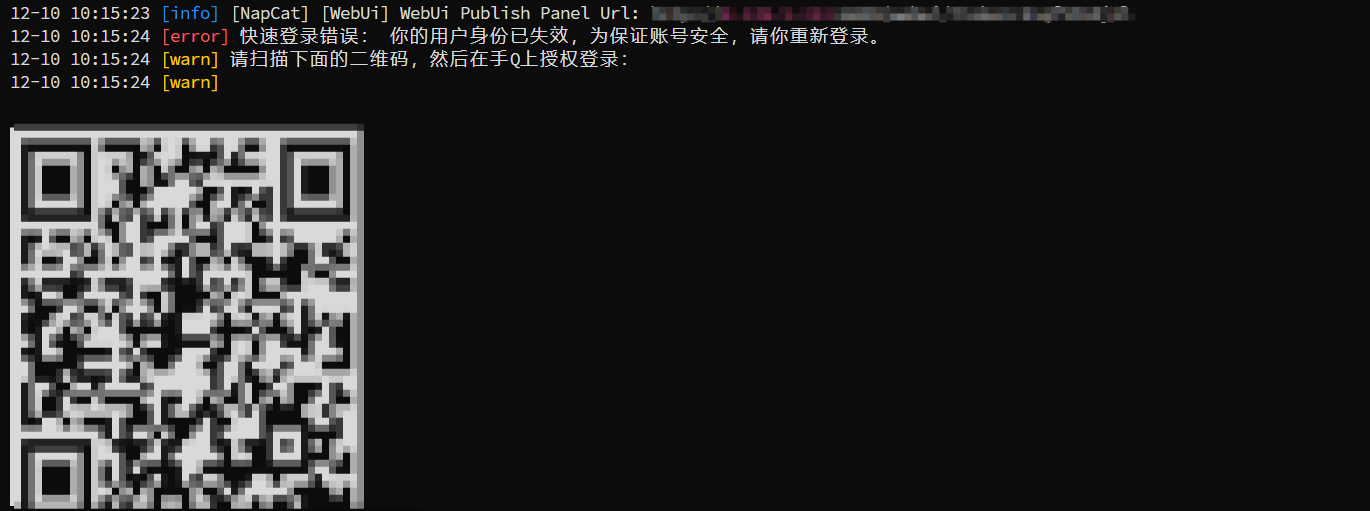 12-10 10:15:23 [info] [NapCat] [WebUi] WebUi Publish Panel Url:
12-10 10:15:24 [error] 快速登录错误： 你的用户身份已失效，为保证账号安全，请你重新登录。
12-10 10:15:24 [warn] 请扫描下面的二维码，然后在手Q上授权登录：
12-10 10:15:24 [warn]